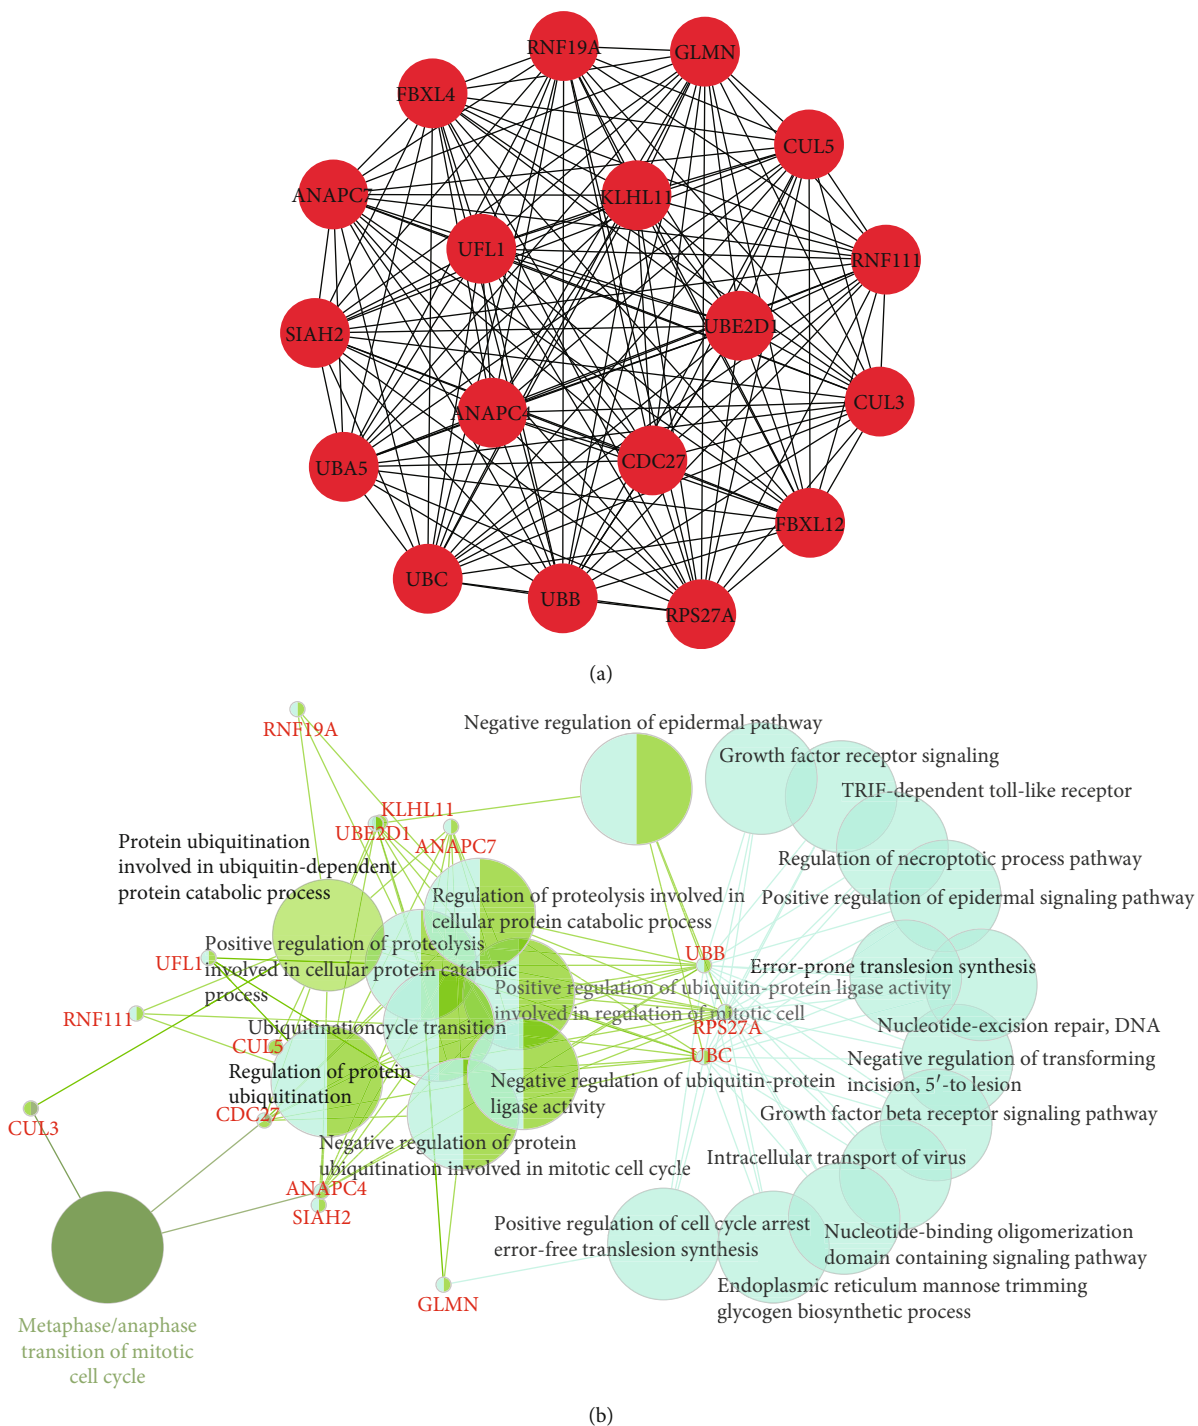 RNF19A
GLMN
FBXL4
CUL5
ANAPC7
KLHL11
UFL1
RNF111
SIAH2
UBE2D1
CUL3
ANAPC4
UBA5
CDC27
FBXL12
UBC
UBB
RPS27A
(a)
RNF19A
Negative regulation of epidermal pathway
Growth factor receptor signaling
TRIF-dependent toll-like receptor
KLHL11
UBE2D1
ANAPC7
Protein ubiquitination
involved in ubiquitin-dependent
protein catabolic process
Regulation of necroptotic process pathway
Regulation of proteolysis involved in
cellular protein catabolic process
Positive regulation of epidermal signaling pathway
Positive regulation of proteolysis
involved in cellular protein catabolic
process
UFL1
UBB
Error-prone translesion synthesis
Positive regulation of ubiquitin-protein ligase activity
involved in regulation of mitotic cell
RNF111
Ubiquitinationcycle transition
RPS27A
Nucleotide-excision repair, DNA
CUL5
UBC
Regulation of protein
ubiquitination
Negative regulation of ubiquitin-protein
ligase activity
Negative regulation of transforming
incision, 5′-to lesion
CUL3
CDC27
Growth factor beta receptor signaling pathway
Negative regulation of protein
ubiquitination involved in mitotic cell cycle
Intracellular transport of virus
ANAPC4
SIAH2
Positive regulation of cell cycle arrest
error-free translesion synthesis
Nucleotide-binding oligomerization
domain containing signaling pathway
Endoplasmic reticulum mannose trimming
glycogen biosynthetic process
GLMN
Metaphase/anaphase
transition of mitotic
cell cycle
(b)